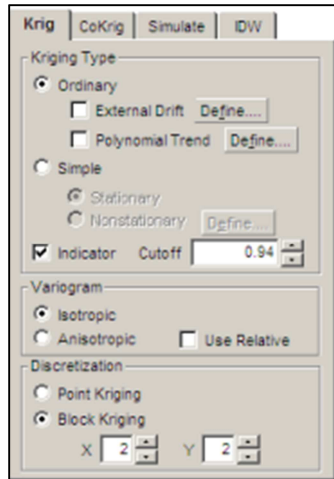 Krig CoKrig Simulate IDW
Kriging Type
Ordinary
External Drift Define....
Polynomial Trend Define....
Simple
Stationary
Nonstationary Define....
Indicator Cutoff 0.94
Variogram
Isotropic
Anisotropic Use Relative
Discretization
Point Kriging
Block Kriging
X 2 Y 2